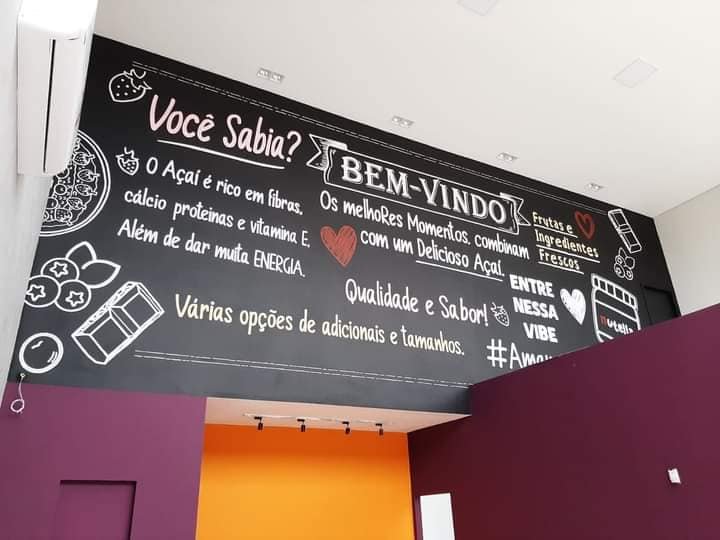 Você Sabia?
O Açaí é rico em fibras,
cálcio proteinas e vitamina E,
Além de dar muita ENERGIA.
BEM-VINDO
Os melhoRes Momentos, combinam
com um Delicioso Açaí.
Frutas e
Ingredientes
Frescos
Qualidade e Sabor!
Várias opções de adicionais e tamanhos.
ENTRE
NESSA
VIBE
nutella